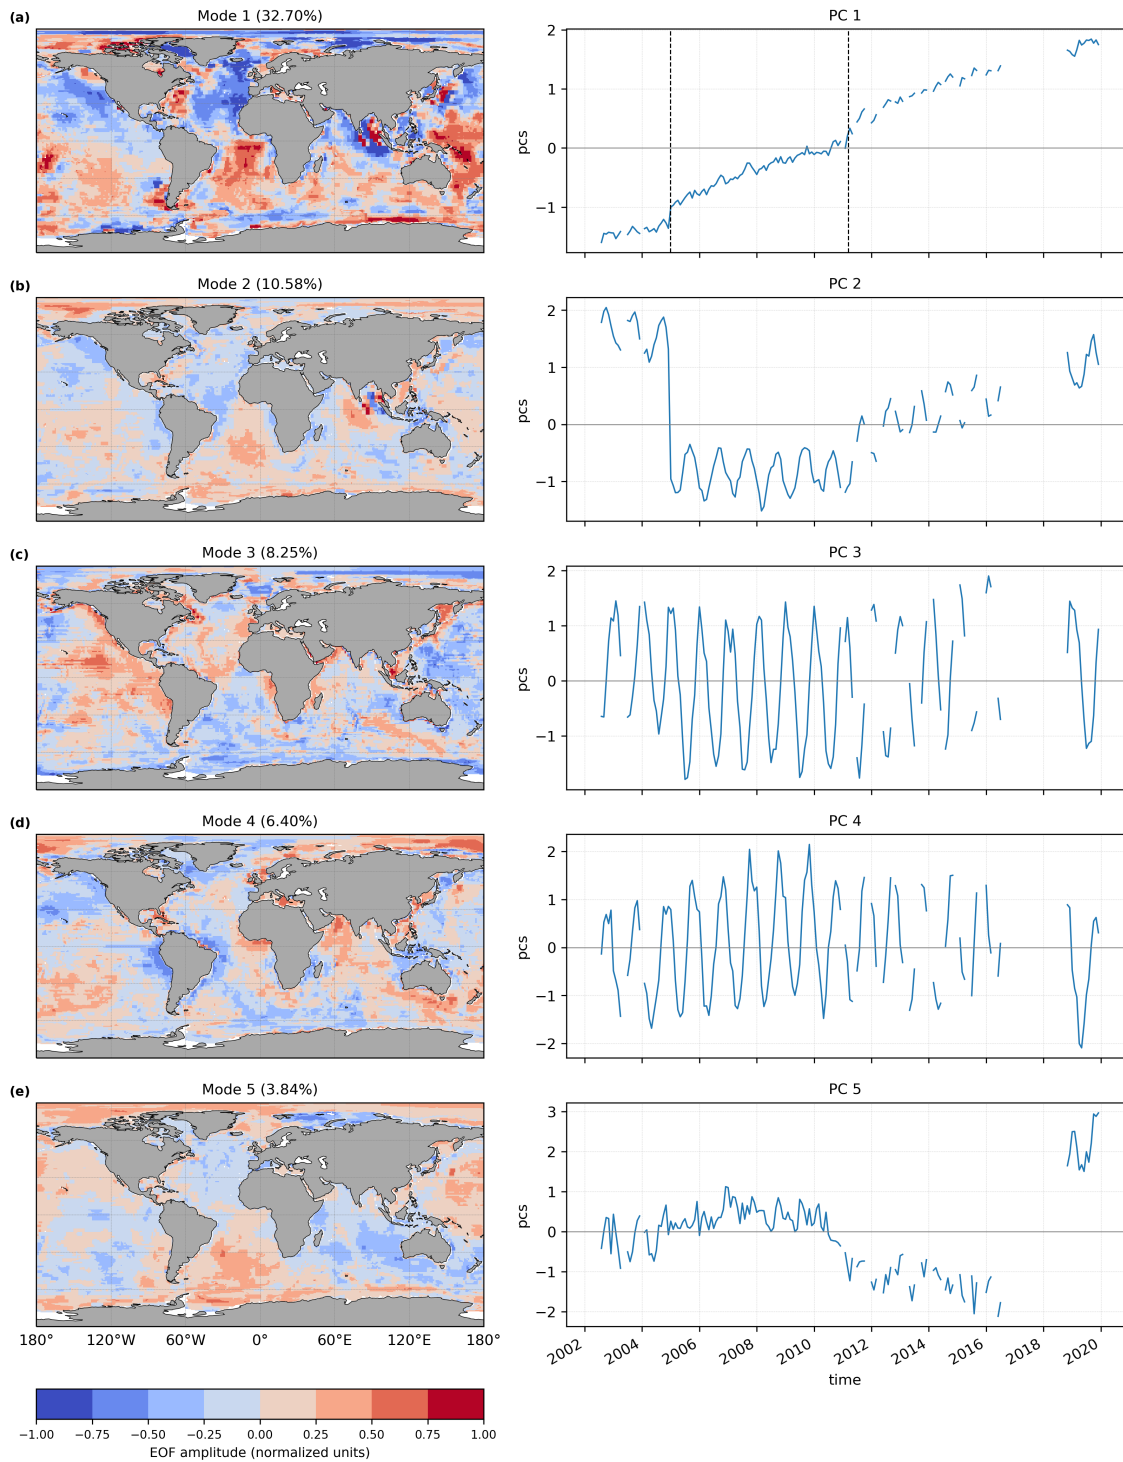 (a)
Mode 1 (32.70%)
PC 1
2
1
0
−1
pcs
(b)
Mode 2 (10.58%)
PC 2
2
1
0
−1
pcs
(c)
Mode 3 (8.25%)
PC 3
2
1
0
−1
pcs
(d)
Mode 4 (6.40%)
PC 4
2
1
0
−1
−2
pcs
(e)
Mode 5 (3.84%)
PC 5
3
2
1
0
−1
−2
pcs
180° 120°W 60°W 0° 60°E 120°E 180°
2002 2004 2006 2008 2010 2012 2014 2016 2018 2020
time
−1.00 −0.75 −0.50 −0.25 0.00 0.25 0.50 0.75 1.00
EOF amplitude (normalized units)